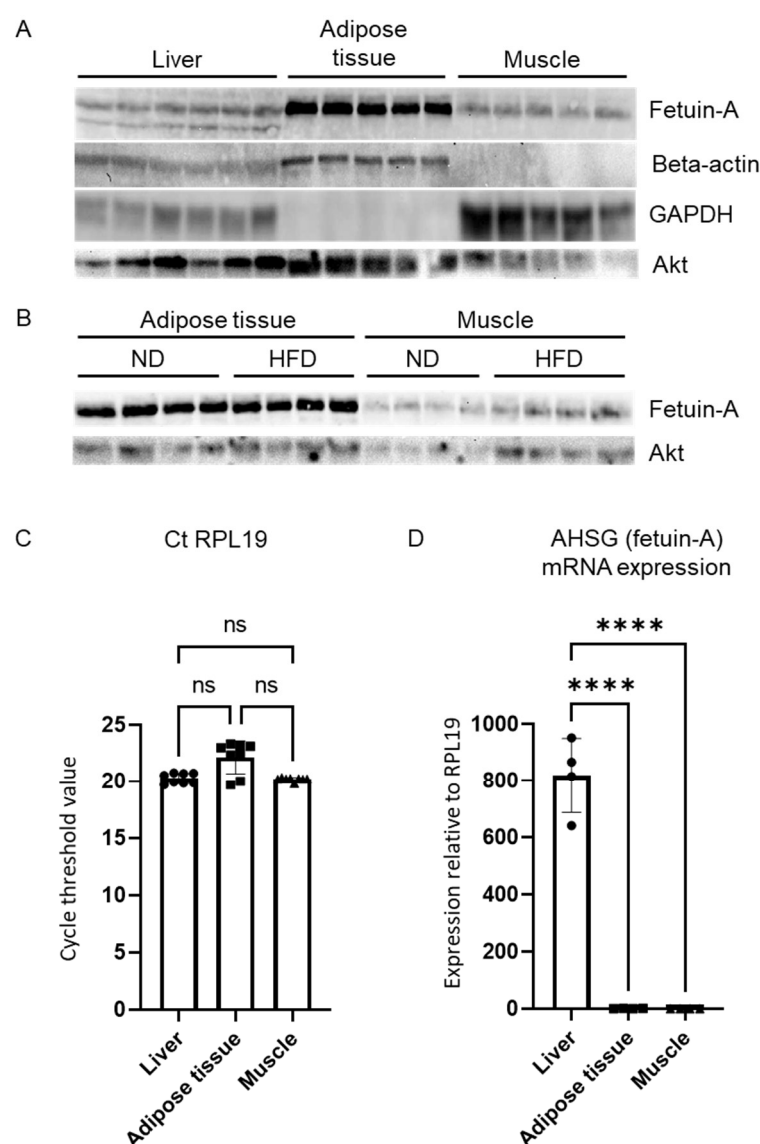 A
Liver
Adipose
tissue
Muscle
Fetuin-A
Beta-actin
GAPDH
Akt
B
Adipose tissue
Muscle
ND
HFD
ND
HFD
Fetuin-A
Akt
C
Ct RPL19
ns
ns
ns
25
20
15
10
5
0
Cycle threshold value
Liver
Adipose tissue
Muscle
D
AHSG (fetuin-A)
mRNA expression
****
****
1000
800
600
400
200
0
Expression relative to RPL19
Liver
Adipose tissue
Muscle